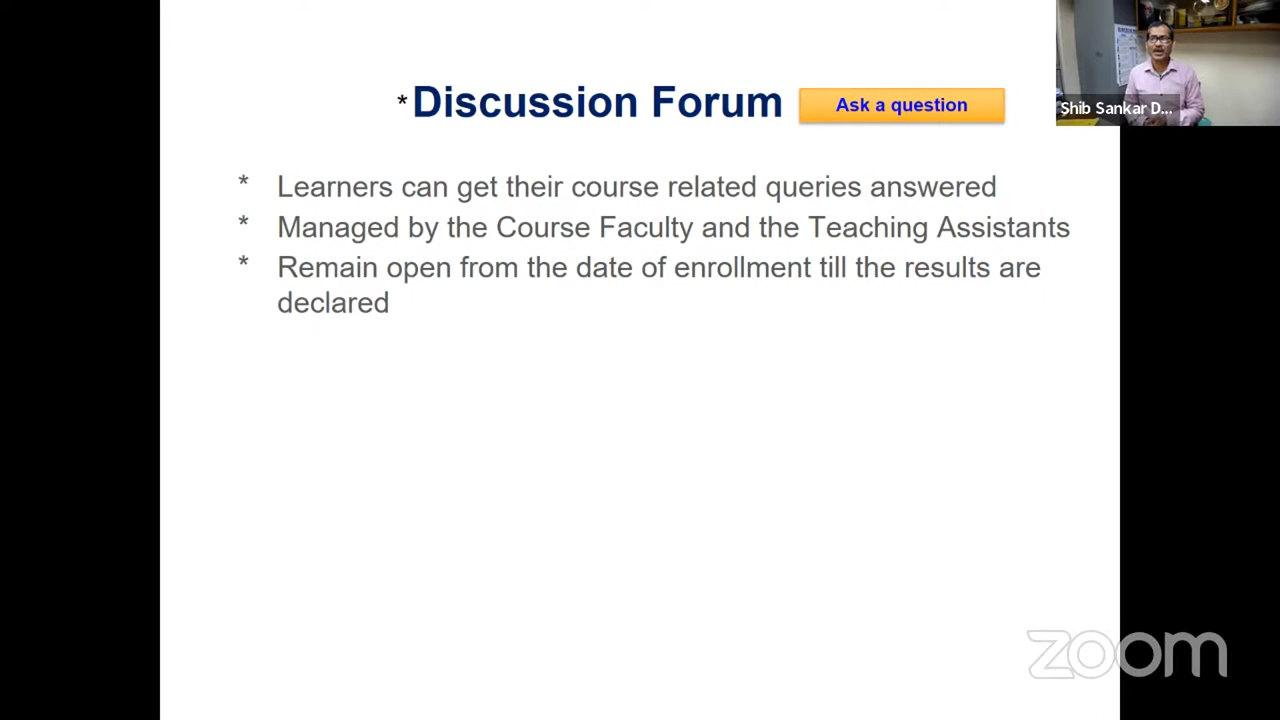 *Discussion Forum
Ask a question
Shib Sankar D...
* Learners can get their course related queries answered
* Managed by the Course Faculty and the Teaching Assistants
* Remain open from the date of enrollment till the results are
declared
zoom